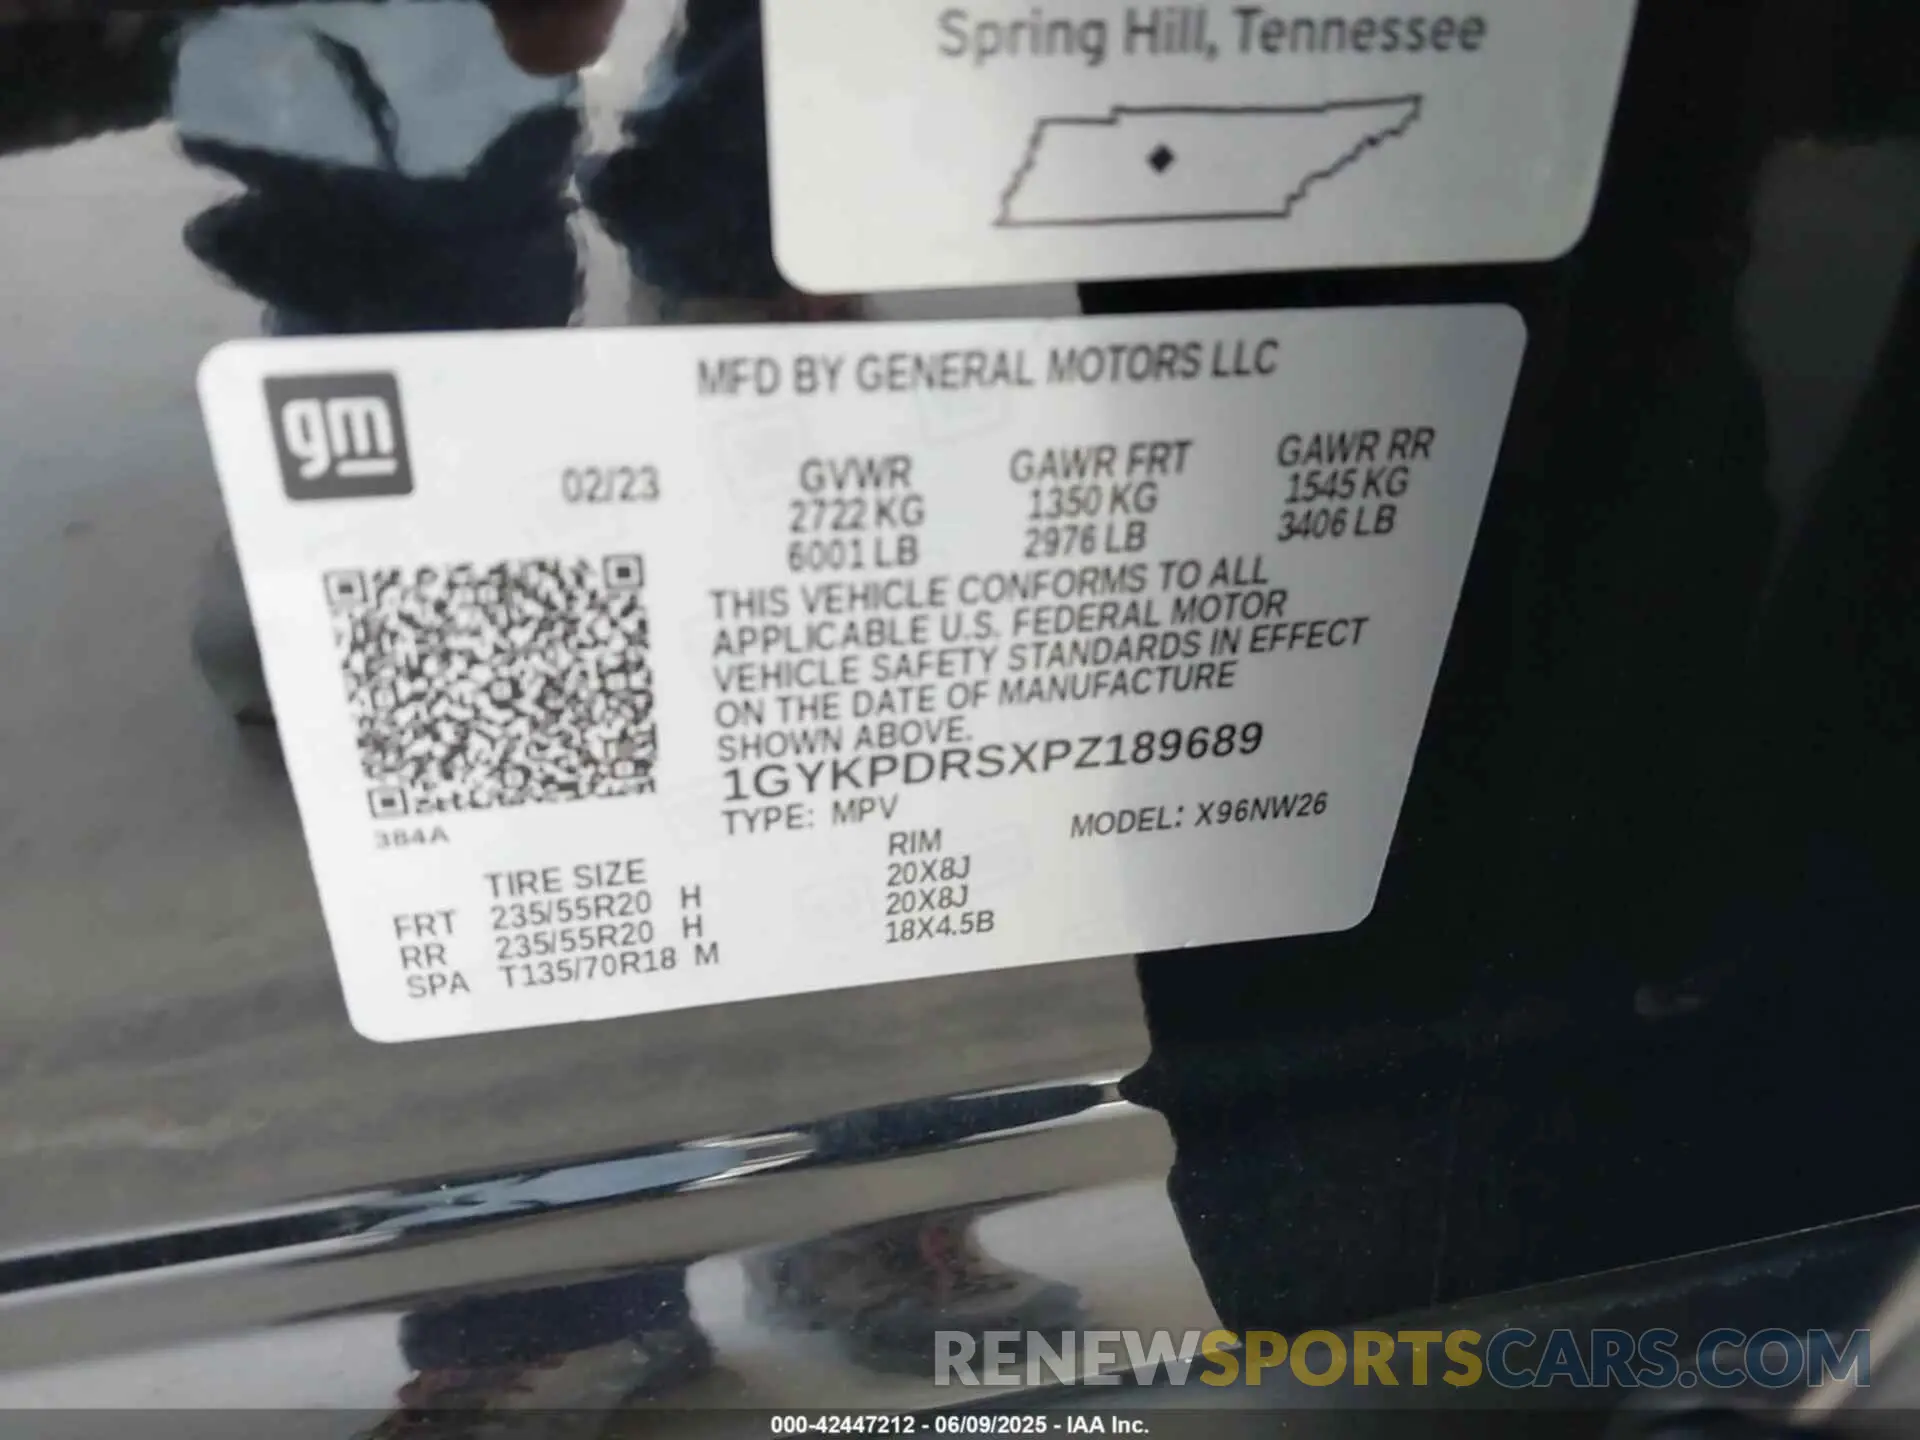 Spring Hill, Tennessee
gm
MFD BY GENERAL MOTORS LLC
02/23
GVWR GAWR FRT GAWR RR
2722 KG 1350 KG 1545 KG
6001 LB 2976 LB 3406 LB
THIS VEHICLE CONFORMS TO ALL
APPLICABLE U.S. FEDERAL MOTOR
VEHICLE SAFETY STANDARDS IN EFFECT
ON THE DATE OF MANUFACTURE
SHOWN ABOVE.
1GYKPDRSXPZ189689
TYPE: MPV MODEL: X96NW26
384A
TIRE SIZE RIM
FRT 235/55R20 H 20X8J
RR 235/55R20 H 20X8J
SPA T135/70R18 M 18X4.5B
RENEWSPORTSCARS.COM
000-42447212 - 06/09/2025 - IAA Inc.